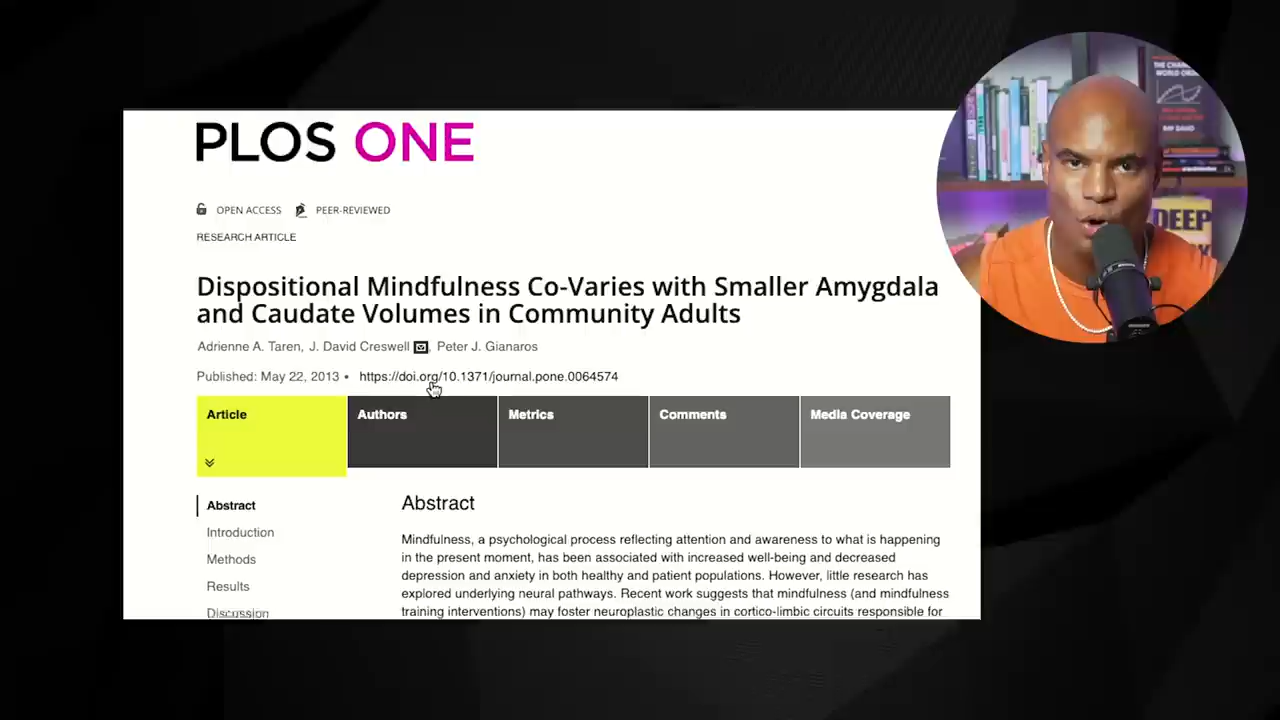 PLOS ONE
OPEN ACCESS PEER-REVIEWED
RESEARCH ARTICLE
Dispositional Mindfulness Co-Varies with Smaller Amygdala
and Caudate Volumes in Community Adults
Adrienne A. Taren, J. David Creswell , Peter J. Gianaros
Published: May 22, 2013 • https://doi.org/10.1371/journal.pone.0064574
Article
Authors
Metrics
Comments
Media Coverage
Abstract
Introduction
Methods
Results
Discussion
Abstract
Mindfulness, a psychological process reflecting attention and awareness to what is happening
in the present moment, has been associated with increased well-being and decreased
depression and anxiety in both healthy and patient populations. However, little research has
explored underlying neural pathways. Recent work suggests that mindfulness (and mindfulness
training interventions) may foster neuroplastic changes in cortico-limbic circuits responsible for
WORLD
RAY DALIO
DEEP